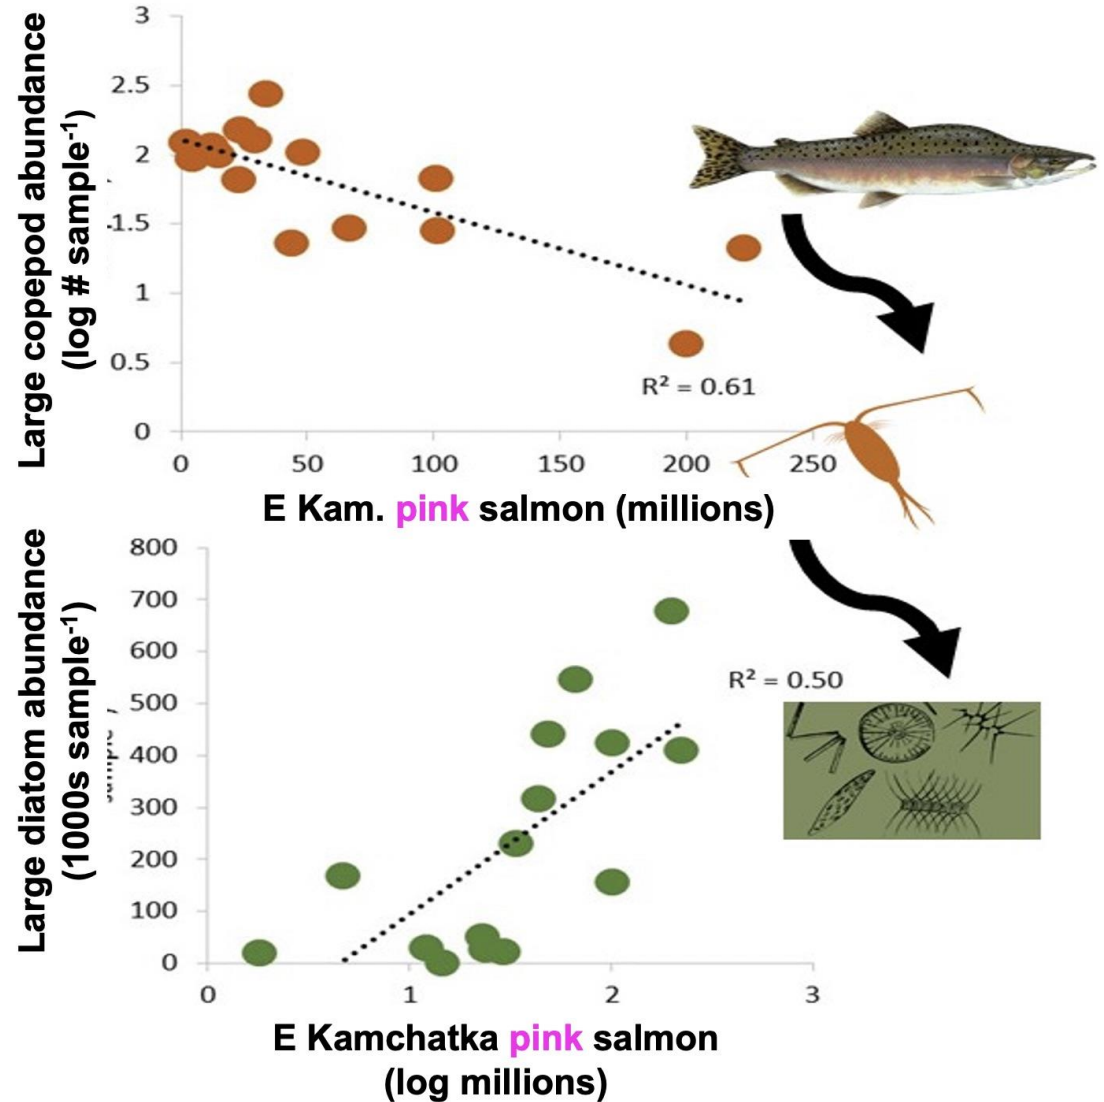 Large copepod abundance
(log # sample⁻¹)
3
2.5
2
1.5
1
0.5
0
0 50 100 150 200 250
R² = 0.61
E Kam. pink salmon (millions)
Large diatom abundance
(1000s sample⁻¹)
800
700
600
500
400
300
200
100
0
0 1 2 3
R² = 0.50
E Kamchatka pink salmon
(log millions)